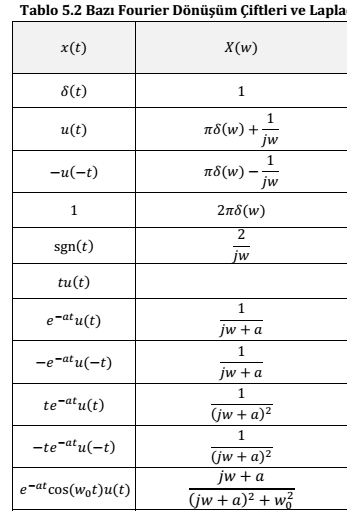 Tablo 5.2 Bazı Fourier Dönüşüm Çiftleri ve Lapla
x(t) X(w)
δ(t) 1
u(t) πδ(w) + 1/jw
−u(−t) πδ(w) − 1/jw
1 2πδ(w)
sgn(t) 2/jw
tu(t)
e^−at u(t) 1/(jw + a)
−e^−at u(−t) 1/(jw + a)
te^−at u(t) 1/(jw + a)^2
−te^−at u(−t) 1/(jw + a)^2
e^−at cos(w₀t)u(t) (jw + a)/((jw + a)^2 + w₀^2)